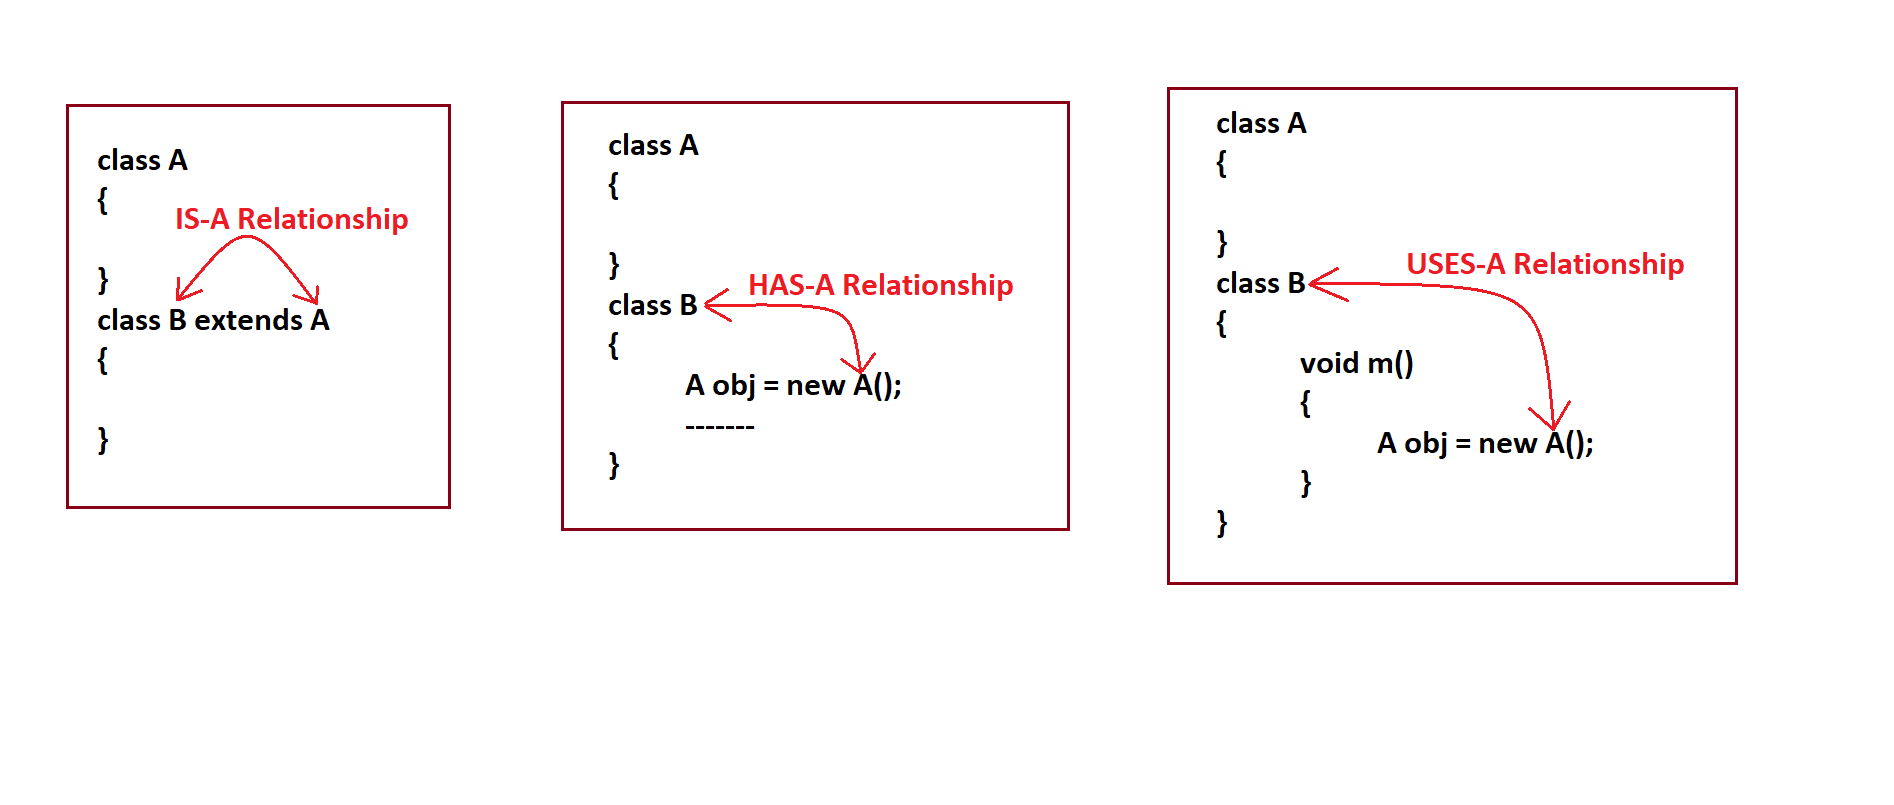 class A
{
IS-A Relationship
}
class B extends A
{
}
class A
{
}
HAS-A Relationship
class B
{
A obj = new A();
-------
}
class A
{
}
USES-A Relationship
class B
{
void m()
{
A obj = new A();
}
}